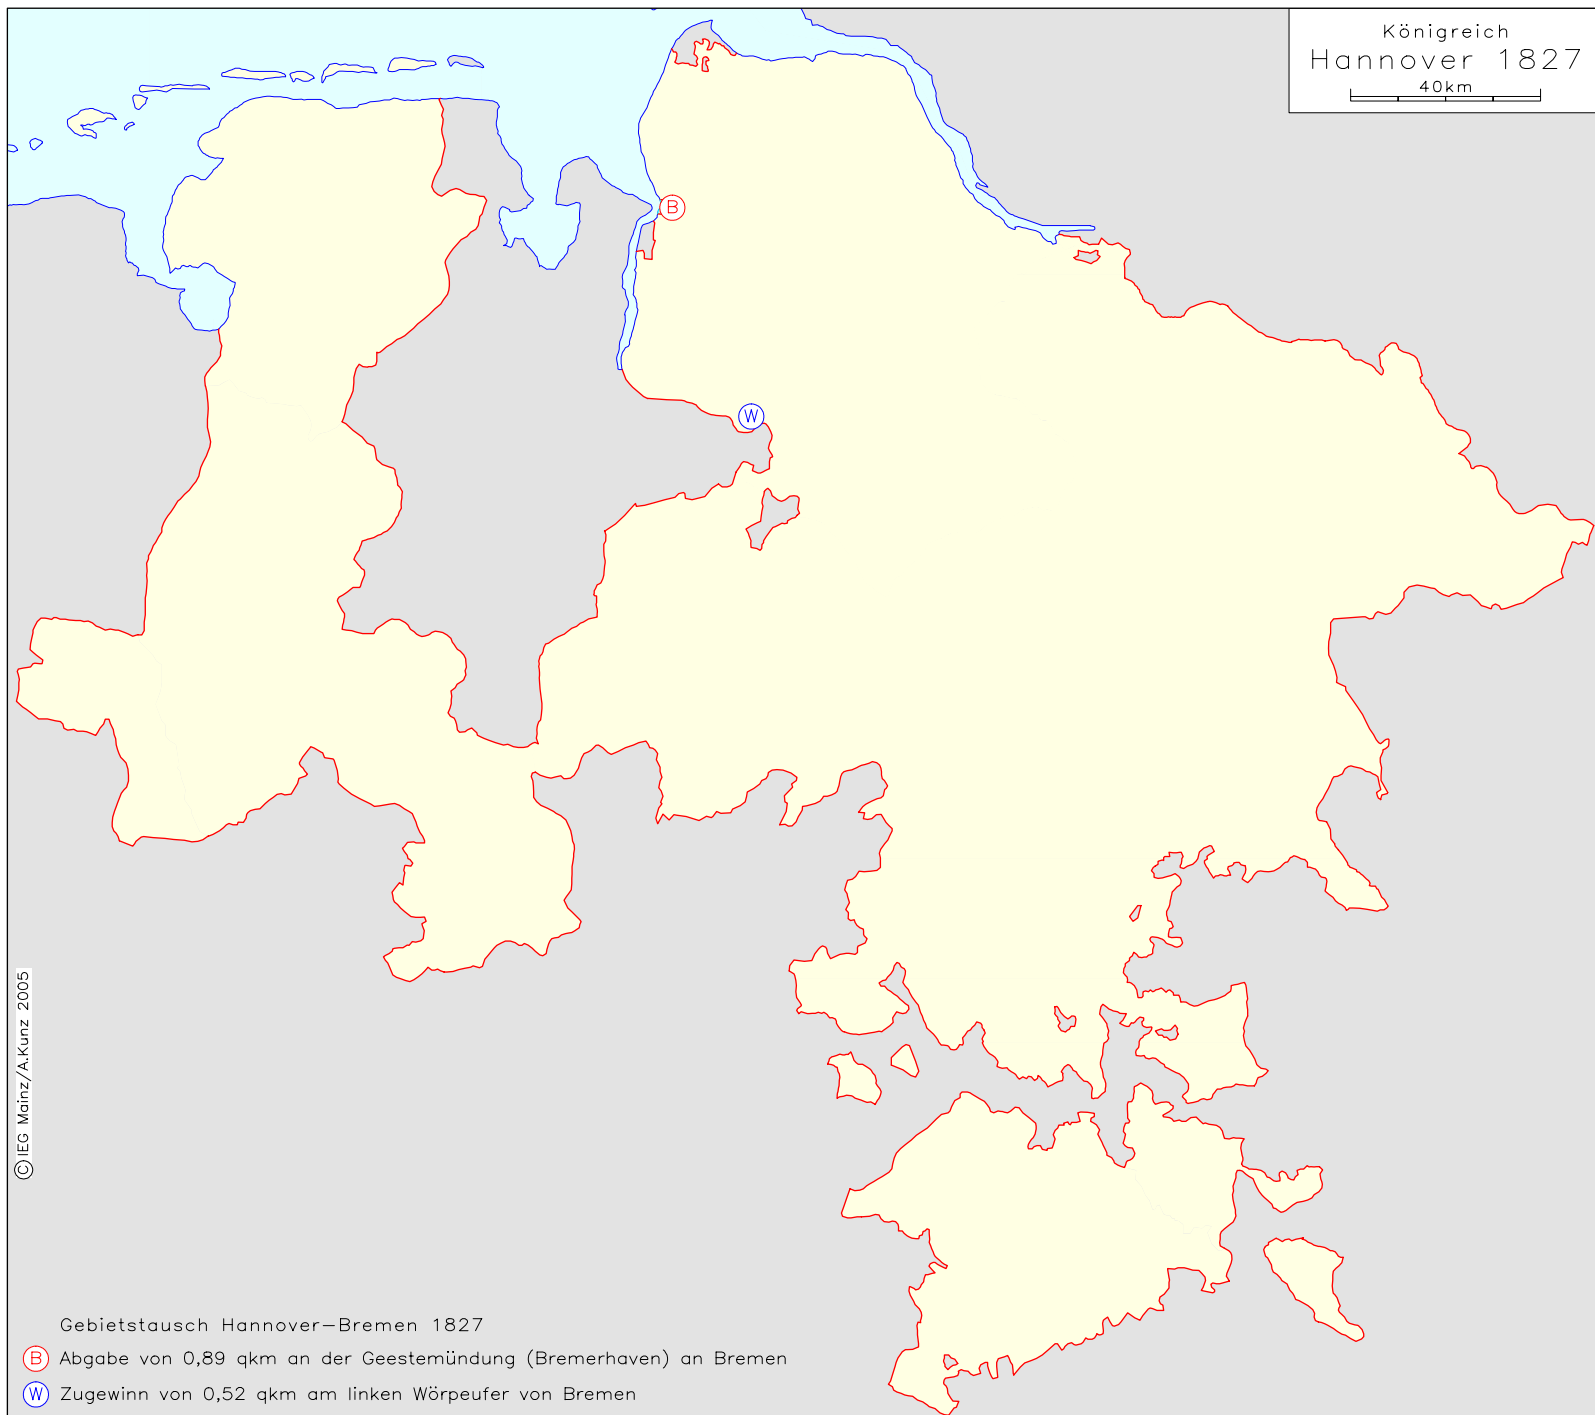 Königreich
Hannover 1827
40km
B
W
©IEG Mainz/A.Kunz 2005
Gebietstausch Hannover-Bremen 1827
B Abgabe von 0,89 qkm an der Geestemündung (Bremerhaven) an Bremen
W Zugewinn von 0,52 qkm am linken Wörpeufer von Bremen